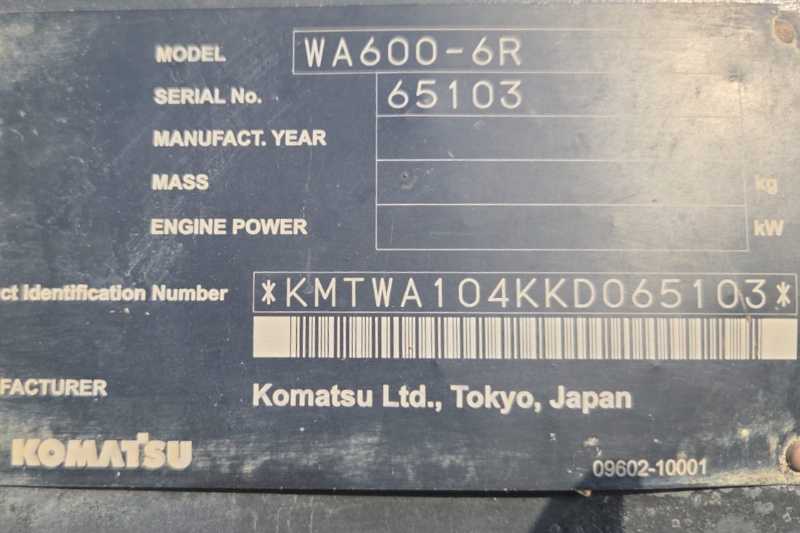 MODEL WA600-6R
SERIAL No. 65103
MANUFACT. YEAR
MASS kg
ENGINE POWER kW
ct Identification Number *KMTWA104KKD065103*
FACTURER Komatsu Ltd., Tokyo, Japan
KOMATSU 09602-10001